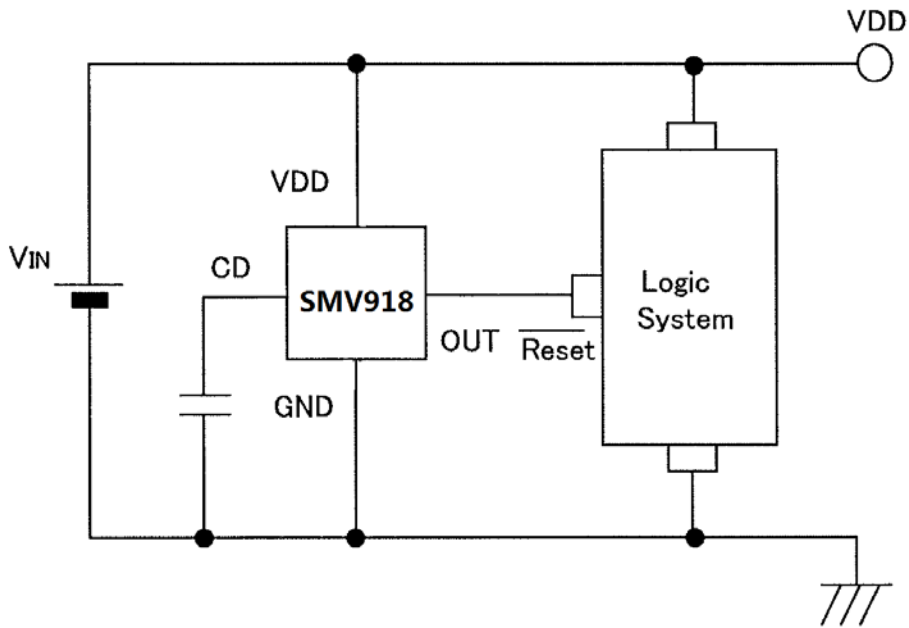 VDD
VDD
VIN
CD
SMV918
Logic
System
OUT
Reset
GND